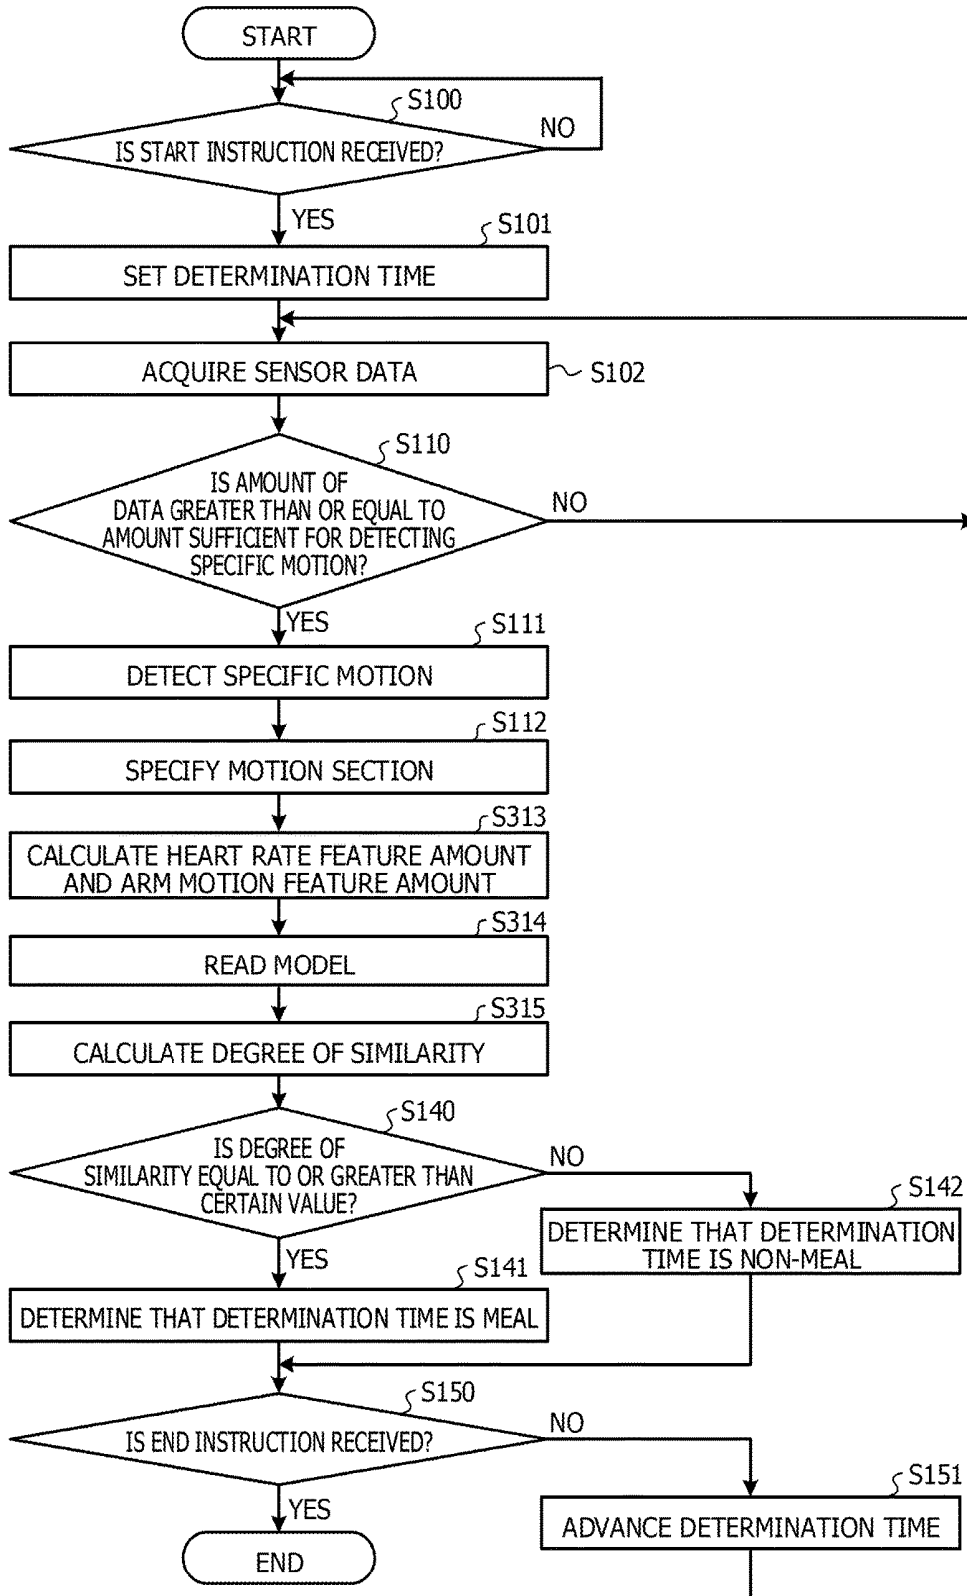 START
S100
NO
IS START INSTRUCTION RECEIVED?
YES
S101
SET DETERMINATION TIME
ACQUIRE SENSOR DATA
S102
S110
IS AMOUNT OF
DATA GREATER THAN OR EQUAL TO
AMOUNT SUFFICIENT FOR DETECTING
SPECIFIC MOTION?
NO
YES
S111
DETECT SPECIFIC MOTION
S112
SPECIFY MOTION SECTION
S313
CALCULATE HEART RATE FEATURE AMOUNT
AND ARM MOTION FEATURE AMOUNT
S314
READ MODEL
S315
CALCULATE DEGREE OF SIMILARITY
S140
IS DEGREE OF
SIMILARITY EQUAL TO OR GREATER THAN
CERTAIN VALUE?
NO
S142
DETERMINE THAT DETERMINATION
TIME IS NON-MEAL
YES
S141
DETERMINE THAT DETERMINATION TIME IS MEAL
S150
IS END INSTRUCTION RECEIVED?
NO
S151
ADVANCE DETERMINATION TIME
YES
END